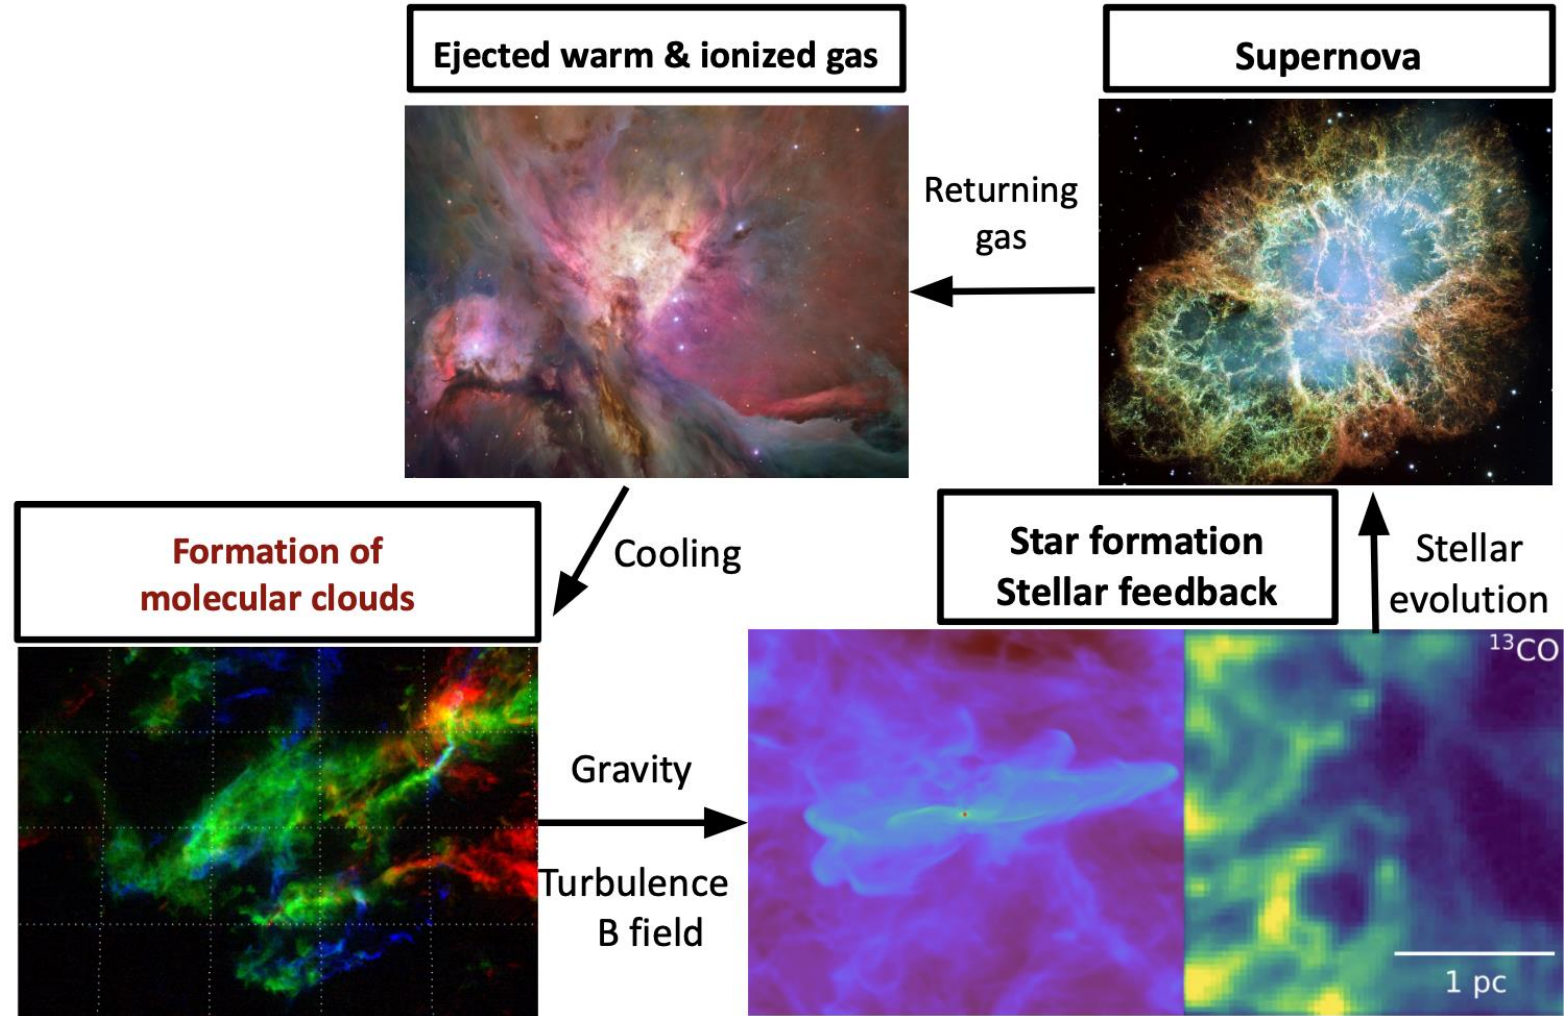 Ejected warm & ionized gas
Supernova
Returning
gas
Formation of
molecular clouds
Cooling
Star formation
Stellar feedback
Stellar
evolution
Gravity
Turbulence
B field
¹³CO
1 pc